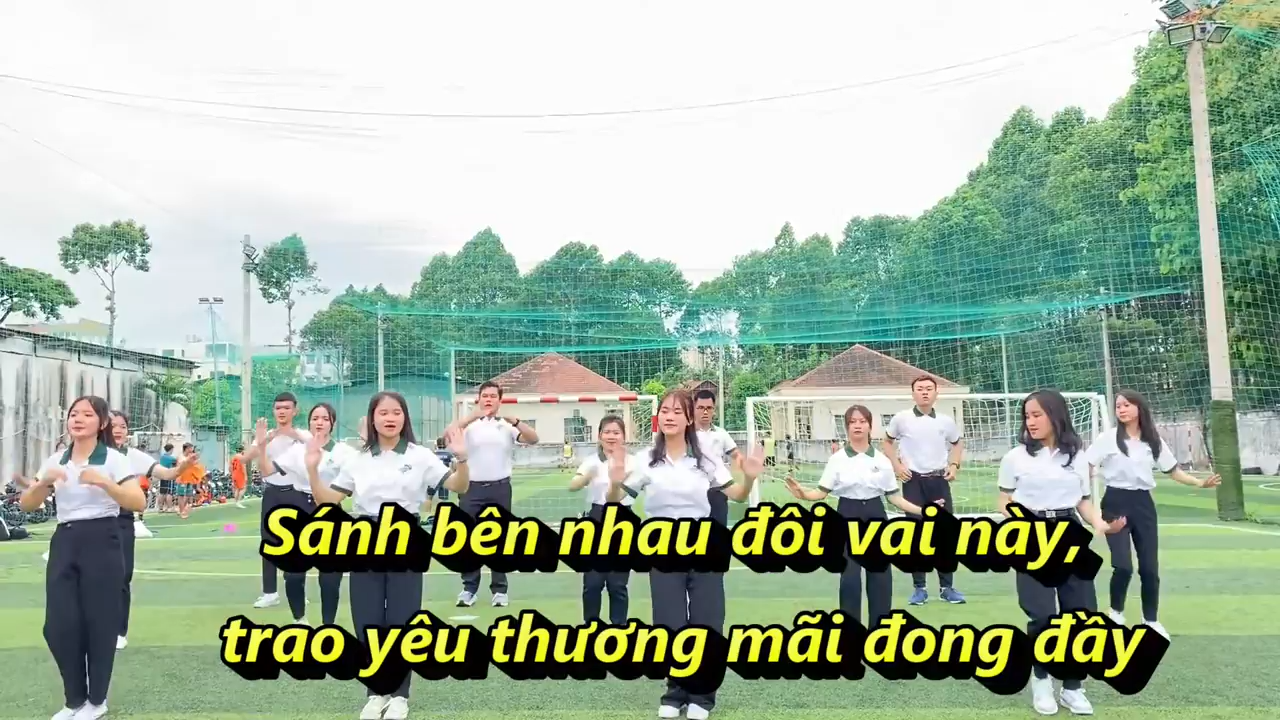 Sánh bên nhau đôi vai này,
trao yêu thương mãi đong đầy